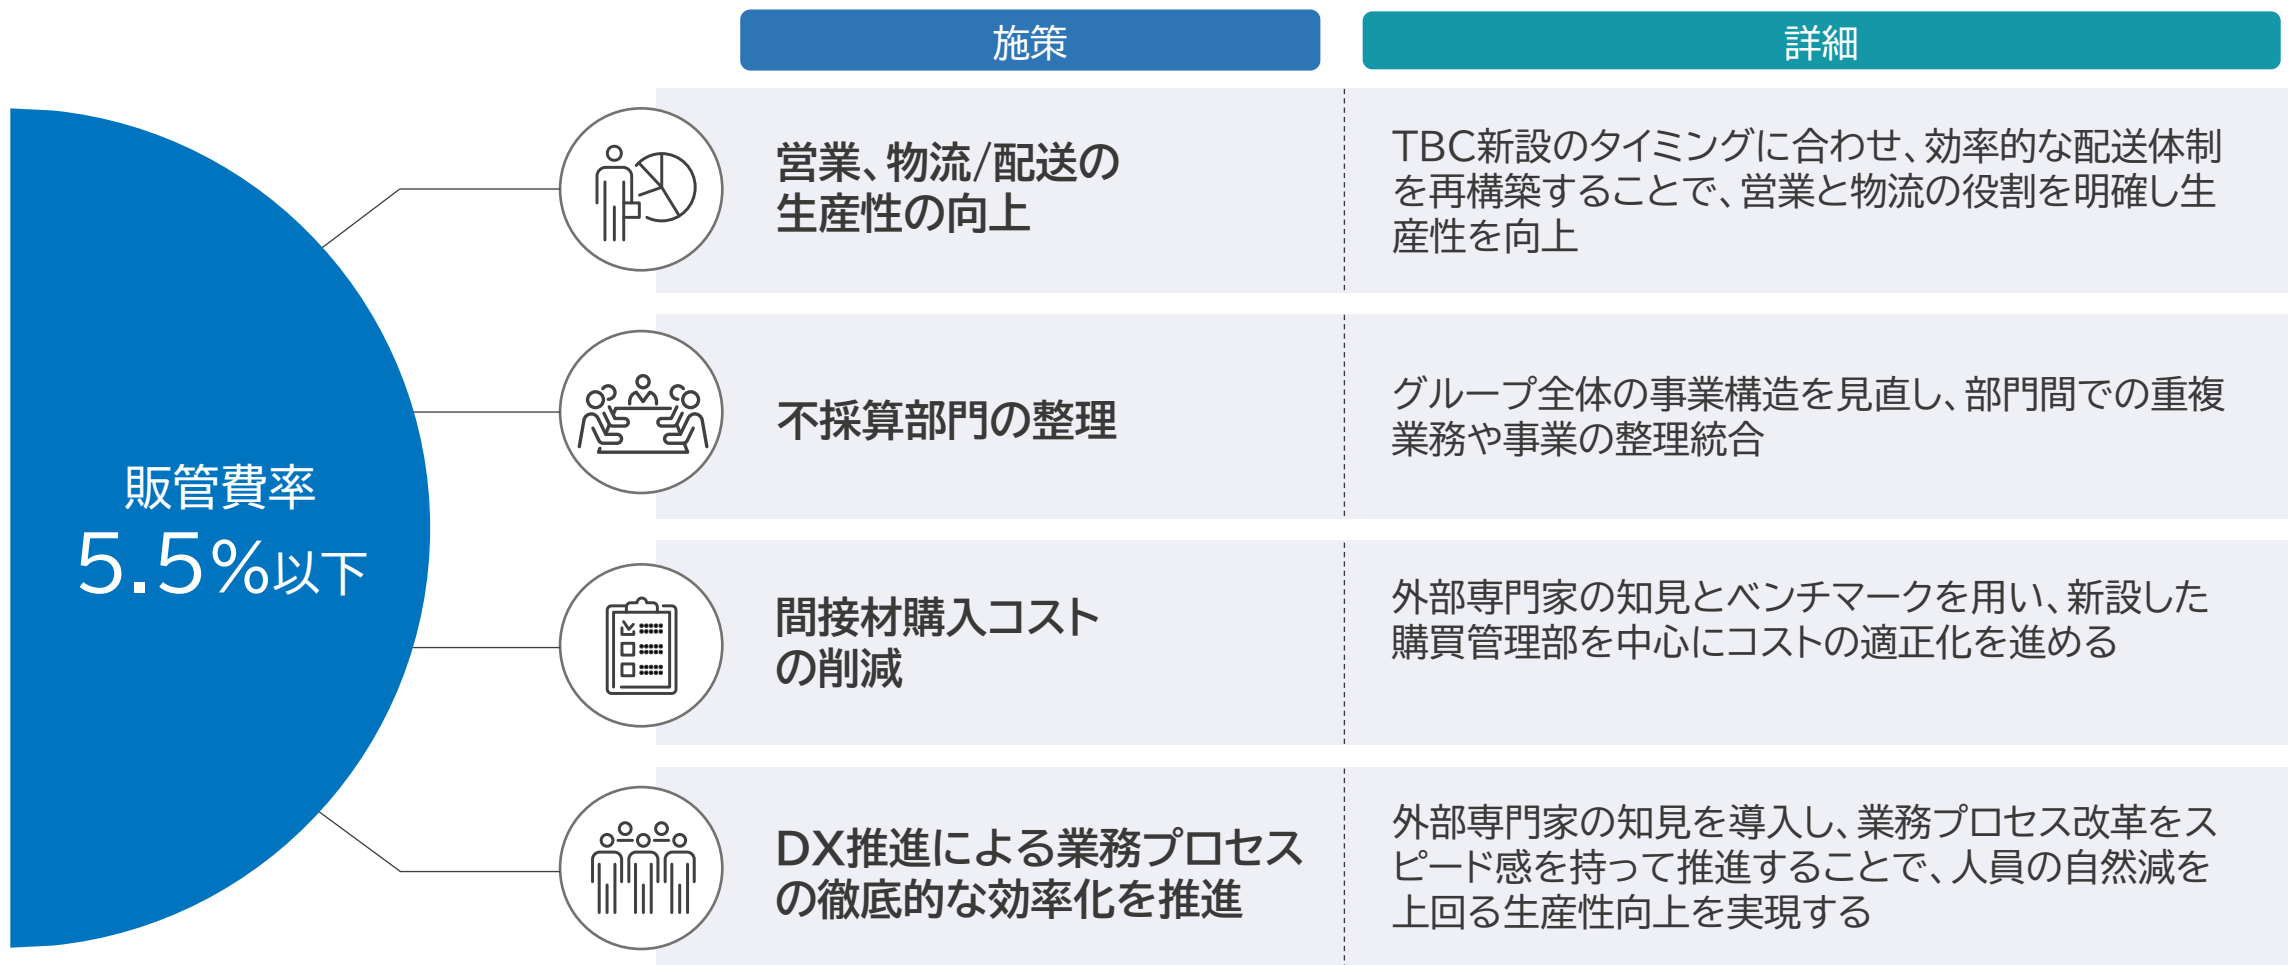 施策
詳細
販管費率
5.5%以下
営業、物流/配送の
生産性の向上
TBC新設のタイミングに合わせ、効率的な配送体制
を再構築することで、営業と物流の役割を明確し生
産性を向上
不採算部門の整理
グループ全体の事業構造を見直し、部門間での重複
業務や事業の整理統合
間接材購入コスト
の削減
外部専門家の知見とベンチマークを用い、新設した
購買管理部を中心にコストの適正化を進める
DX推進による業務プロセス
の徹底的な効率化を推進
外部専門家の知見を導入し、業務プロセス改革をス
ピード感を持って推進することで、人員の自然減を
上回る生産性向上を実現する